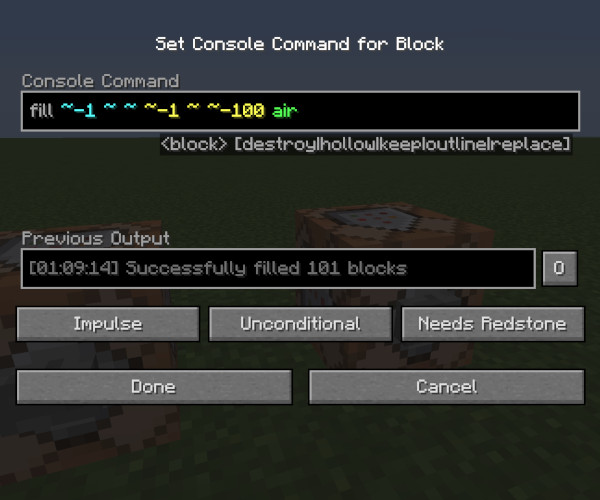 Set Console Command for Block
Console Command
fill ~-1 ~ ~ ~-1 ~ ~-100 air
<block> [destroy|hollow|keep|outline|replace]
Previous Output
[01:09:14] Successfully filled 101 blocks
O
Impulse
Unconditional
Needs Redstone
Done
Cancel